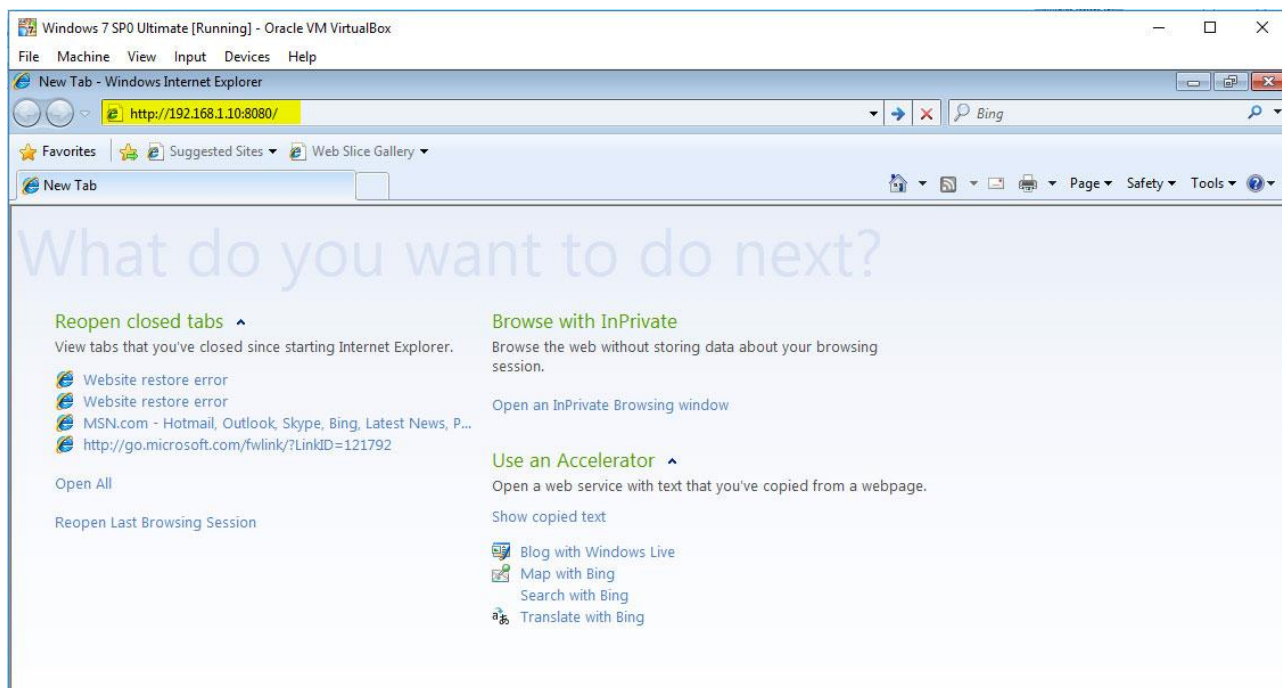 Windows 7 SP0 Ultimate [Running] - Oracle VM VirtualBox
File Machine View Input Devices Help
New Tab - Windows Internet Explorer
http://192.168.1.10:8080/
Bing
Favorites Suggested Sites Web Slice Gallery
New Tab
Page Safety Tools
What do you want to do next?
Reopen closed tabs
View tabs that you've closed since starting Internet Explorer.
Website restore error
Website restore error
MSN.com - Hotmail, Outlook, Skype, Bing, Latest News, P...
http://go.microsoft.com/fwlink/?LinkID=121792
Open All
Reopen Last Browsing Session
Browse with InPrivate
Browse the web without storing data about your browsing
session.
Open an InPrivate Browsing window
Use an Accelerator
Open a web service with text that you've copied from a webpage.
Show copied text
Blog with Windows Live
Map with Bing
Search with Bing
Translate with Bing